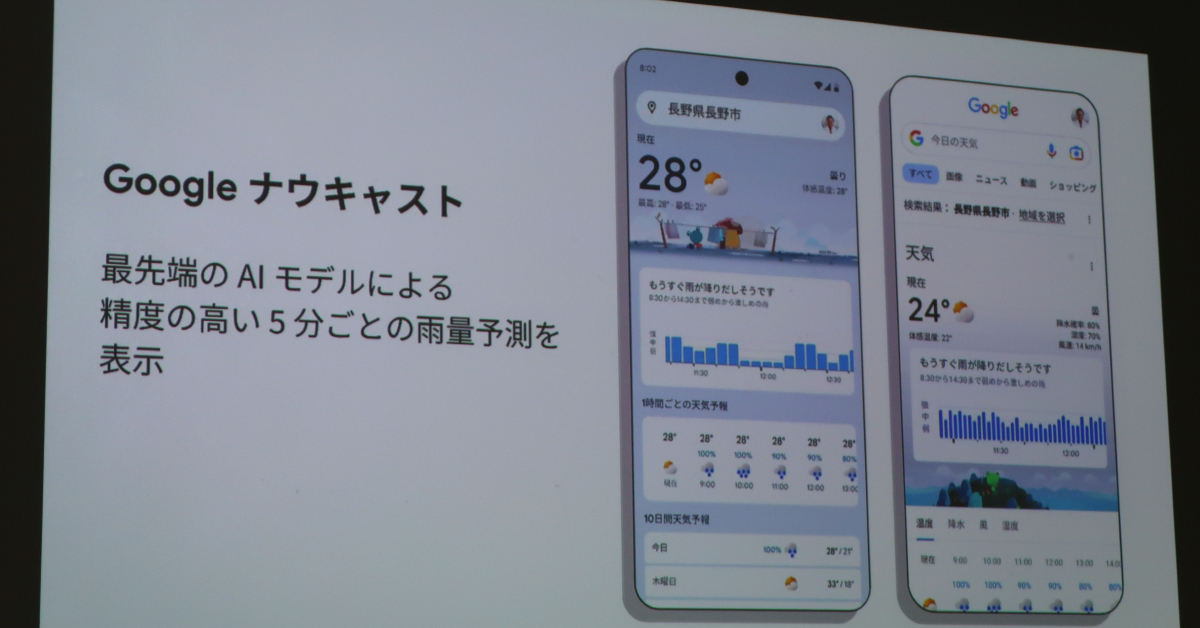 Google ナウキャスト
最先端の AI モデルによる
精度の高い 5 分ごとの雨量予測を
表示
8:02
長野県長野市
現在
28°
曇り
体感温度: 28°
最高: 28°・最低: 25°
もうすぐ雨が降りだしそうです
8:30から14:30まで弱めから激しめの雨
強
中
弱
11:30 12:00 12:30
1時間ごとの天気予報
28° 28° 28° 28° 28° 28°
100% 100% 90% 90% 80%
現在 9:00 10:00 11:00 12:00 13:00
10日間天気予報
今日 100% 28°/21°
木曜日 33°/18°
Google
今日の天気
すべて 画像 ニュース 動画 ショッピング
検索結果: 長野県長野市・地域を選択
天気
現在
24°
体感温度: 22°
降水確率: 80%
湿度: 70%
風速: 14 km/h
もうすぐ雨が降りだしそうです
8:30から14:30まで弱めから激しめの雨
強
中
弱
11:30 12:00
温度 降水 風 湿度
現在 9:00 10:00 11:00 12:00 13:00 14:00
100% 100% 90% 90% 80% 80%